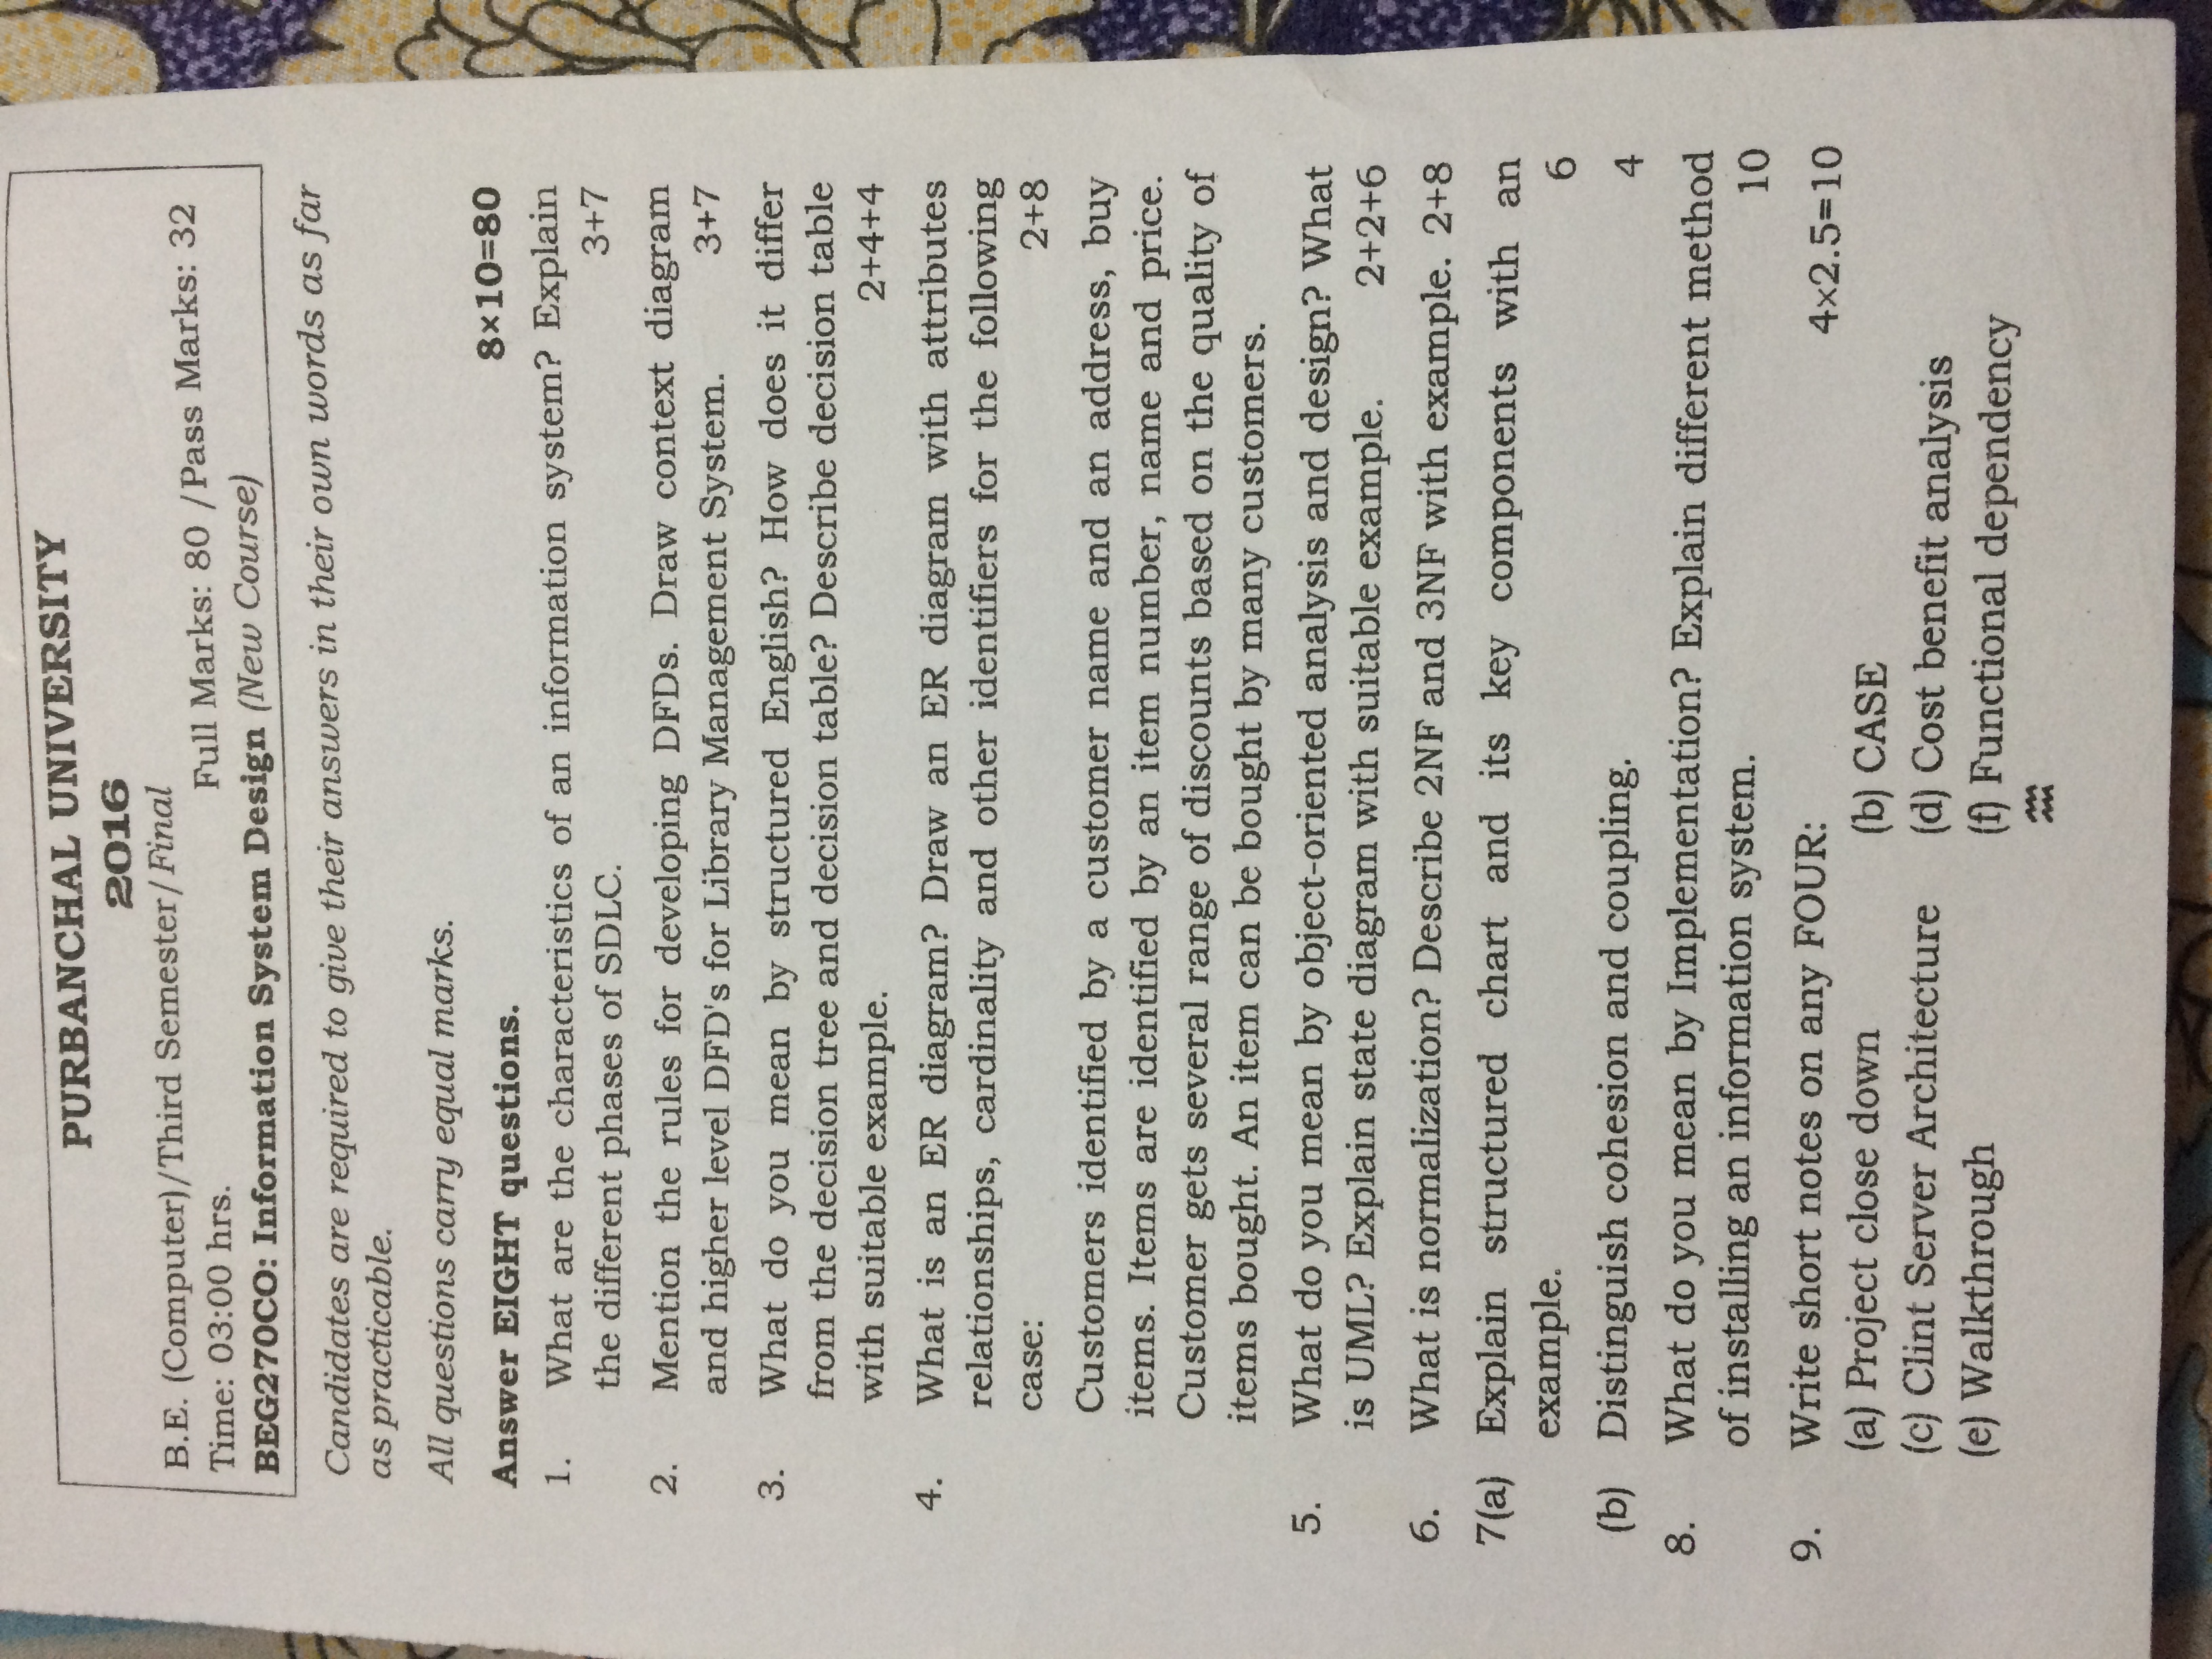 PURBANCHAL UNIVERSITY
2016
B.E. (Computer)/Third Semester/Final
Time: 03:00 hrs. Full Marks: 80 /Pass Marks: 32
BEG270CO: Information System Design (New Course)
Candidates are required to give their answers in their own words as far
as practicable.
All questions carry equal marks.
Answer EIGHT questions. 8×10=80
1. What are the characteristics of an information system? Explain
the different phases of SDLC. 3+7
2. Mention the rules for developing DFDs. Draw context diagram
and higher level DFD's for Library Management System. 3+7
3. What do you mean by structured English? How does it differ
from the decision tree and decision table? Describe decision table
with suitable example. 2+4+4
4. What is an ER diagram? Draw an ER diagram with attributes
relationships, cardinality and other identifiers for the following
case: 2+8
Customers identified by a customer name and an address, buy
items. Items are identified by an item number, name and price.
Customer gets several range of discounts based on the quality of
items bought. An item can be bought by many customers.
5. What do you mean by object-oriented analysis and design? What
is UML? Explain state diagram with suitable example. 2+2+6
6. What is normalization? Describe 2NF and 3NF with example. 2+8
7(a) Explain structured chart and its key components with an
example. 6
(b) Distinguish cohesion and coupling. 4
8. What do you mean by Implementation? Explain different method
of installing an information system. 10
9. Write short notes on any FOUR: 4×2.5=10
(a) Project close down (b) CASE
(c) Clint Server Architecture (d) Cost benefit analysis
(e) Walkthrough (f) Functional dependency